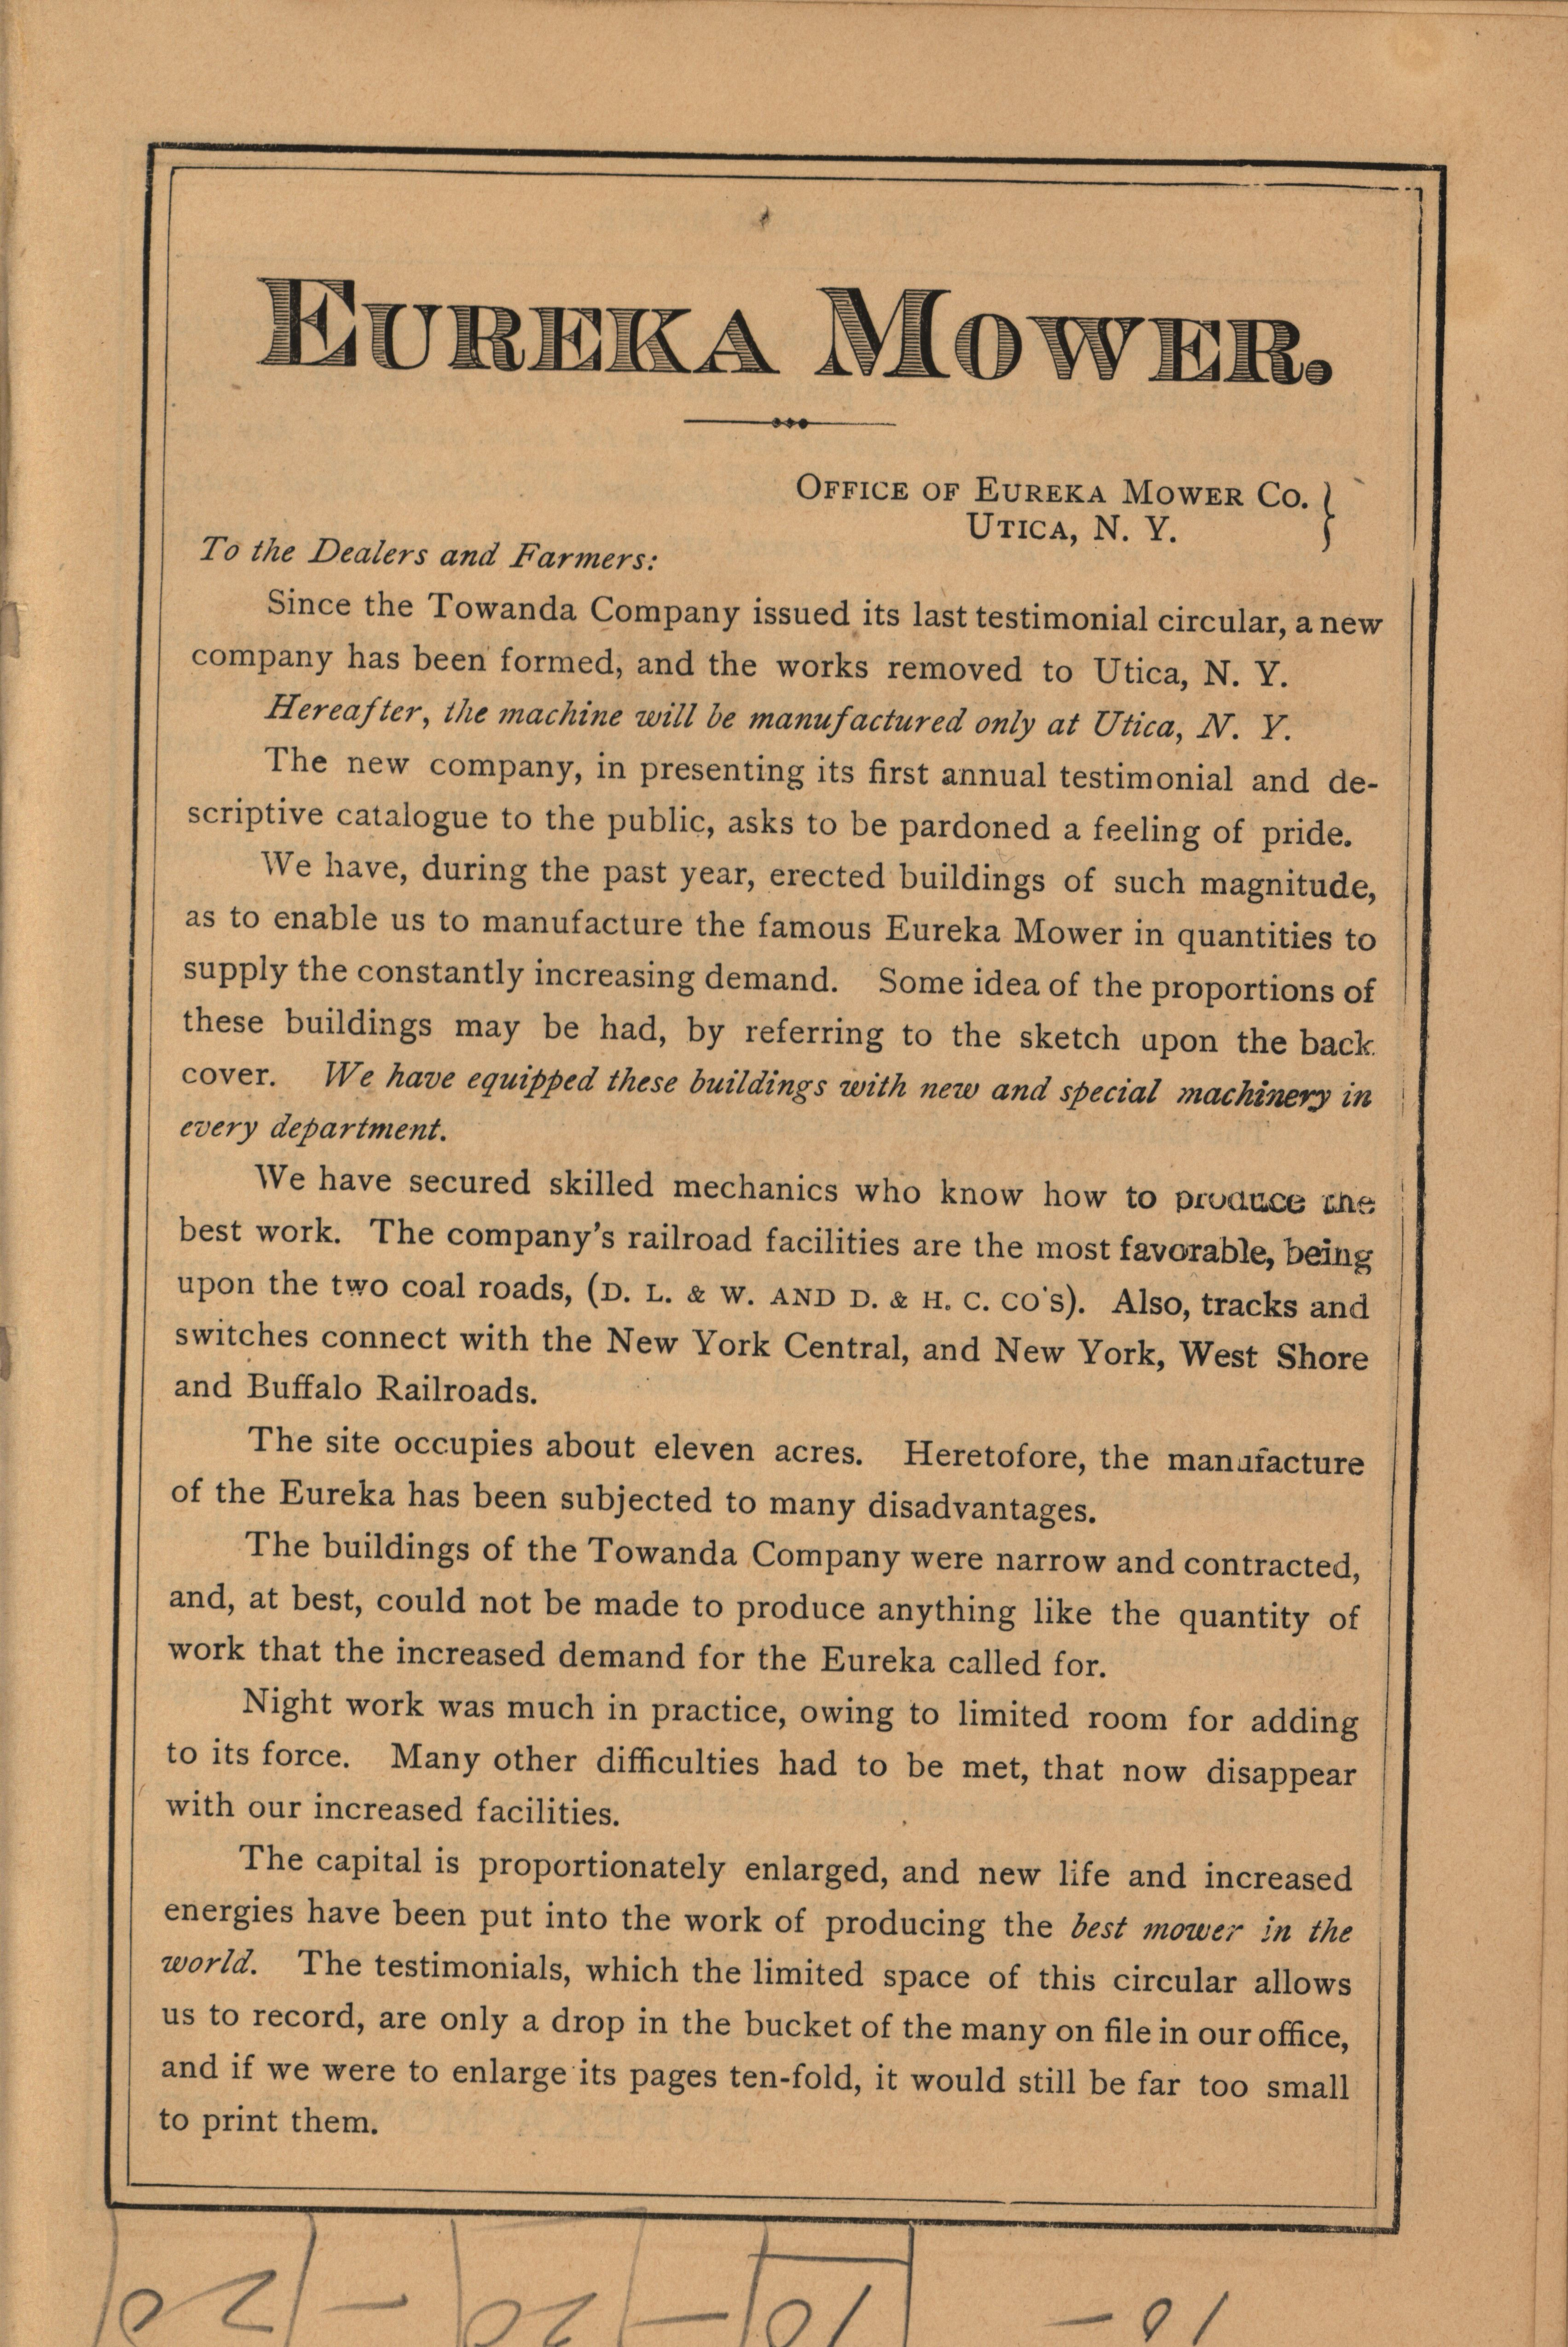 EUREKA MOWER.
OFFICE OF EUREKA MOWER CO. }
UTICA, N. Y.
To the Dealers and Farmers:
Since the Towanda Company issued its last testimonial circular, a new
company has been formed, and the works removed to Utica, N. Y.
Hereafter, the machine will be manufactured only at Utica, N. Y.
The new company, in presenting its first annual testimonial and de-
scriptive catalogue to the public, asks to be pardoned a feeling of pride.
We have, during the past year, erected buildings of such magnitude,
as to enable us to manufacture the famous Eureka Mower in quantities to
supply the constantly increasing demand. Some idea of the proportions of
these buildings may be had, by referring to the sketch upon the back
cover. We have equipped these buildings with new and special machinery in
every department.
We have secured skilled mechanics who know how to produce the
best work. The company's railroad facilities are the most favorable, being
upon the two coal roads, (D. L. & W. AND D. & H. C. CO'S). Also, tracks and
switches connect with the New York Central, and New York, West Shore
and Buffalo Railroads.
The site occupies about eleven acres. Heretofore, the manufacture
of the Eureka has been subjected to many disadvantages.
The buildings of the Towanda Company were narrow and contracted,
and, at best, could not be made to produce anything like the quantity of
work that the increased demand for the Eureka called for.
Night work was much in practice, owing to limited room for adding
to its force. Many other difficulties had to be met, that now disappear
with our increased facilities.
The capital is proportionately enlarged, and new life and increased
energies have been put into the work of producing the best mower in the
world. The testimonials, which the limited space of this circular allows
us to record, are only a drop in the bucket of the many on file in our office,
and if we were to enlarge its pages ten-fold, it would still be far too small
to print them.